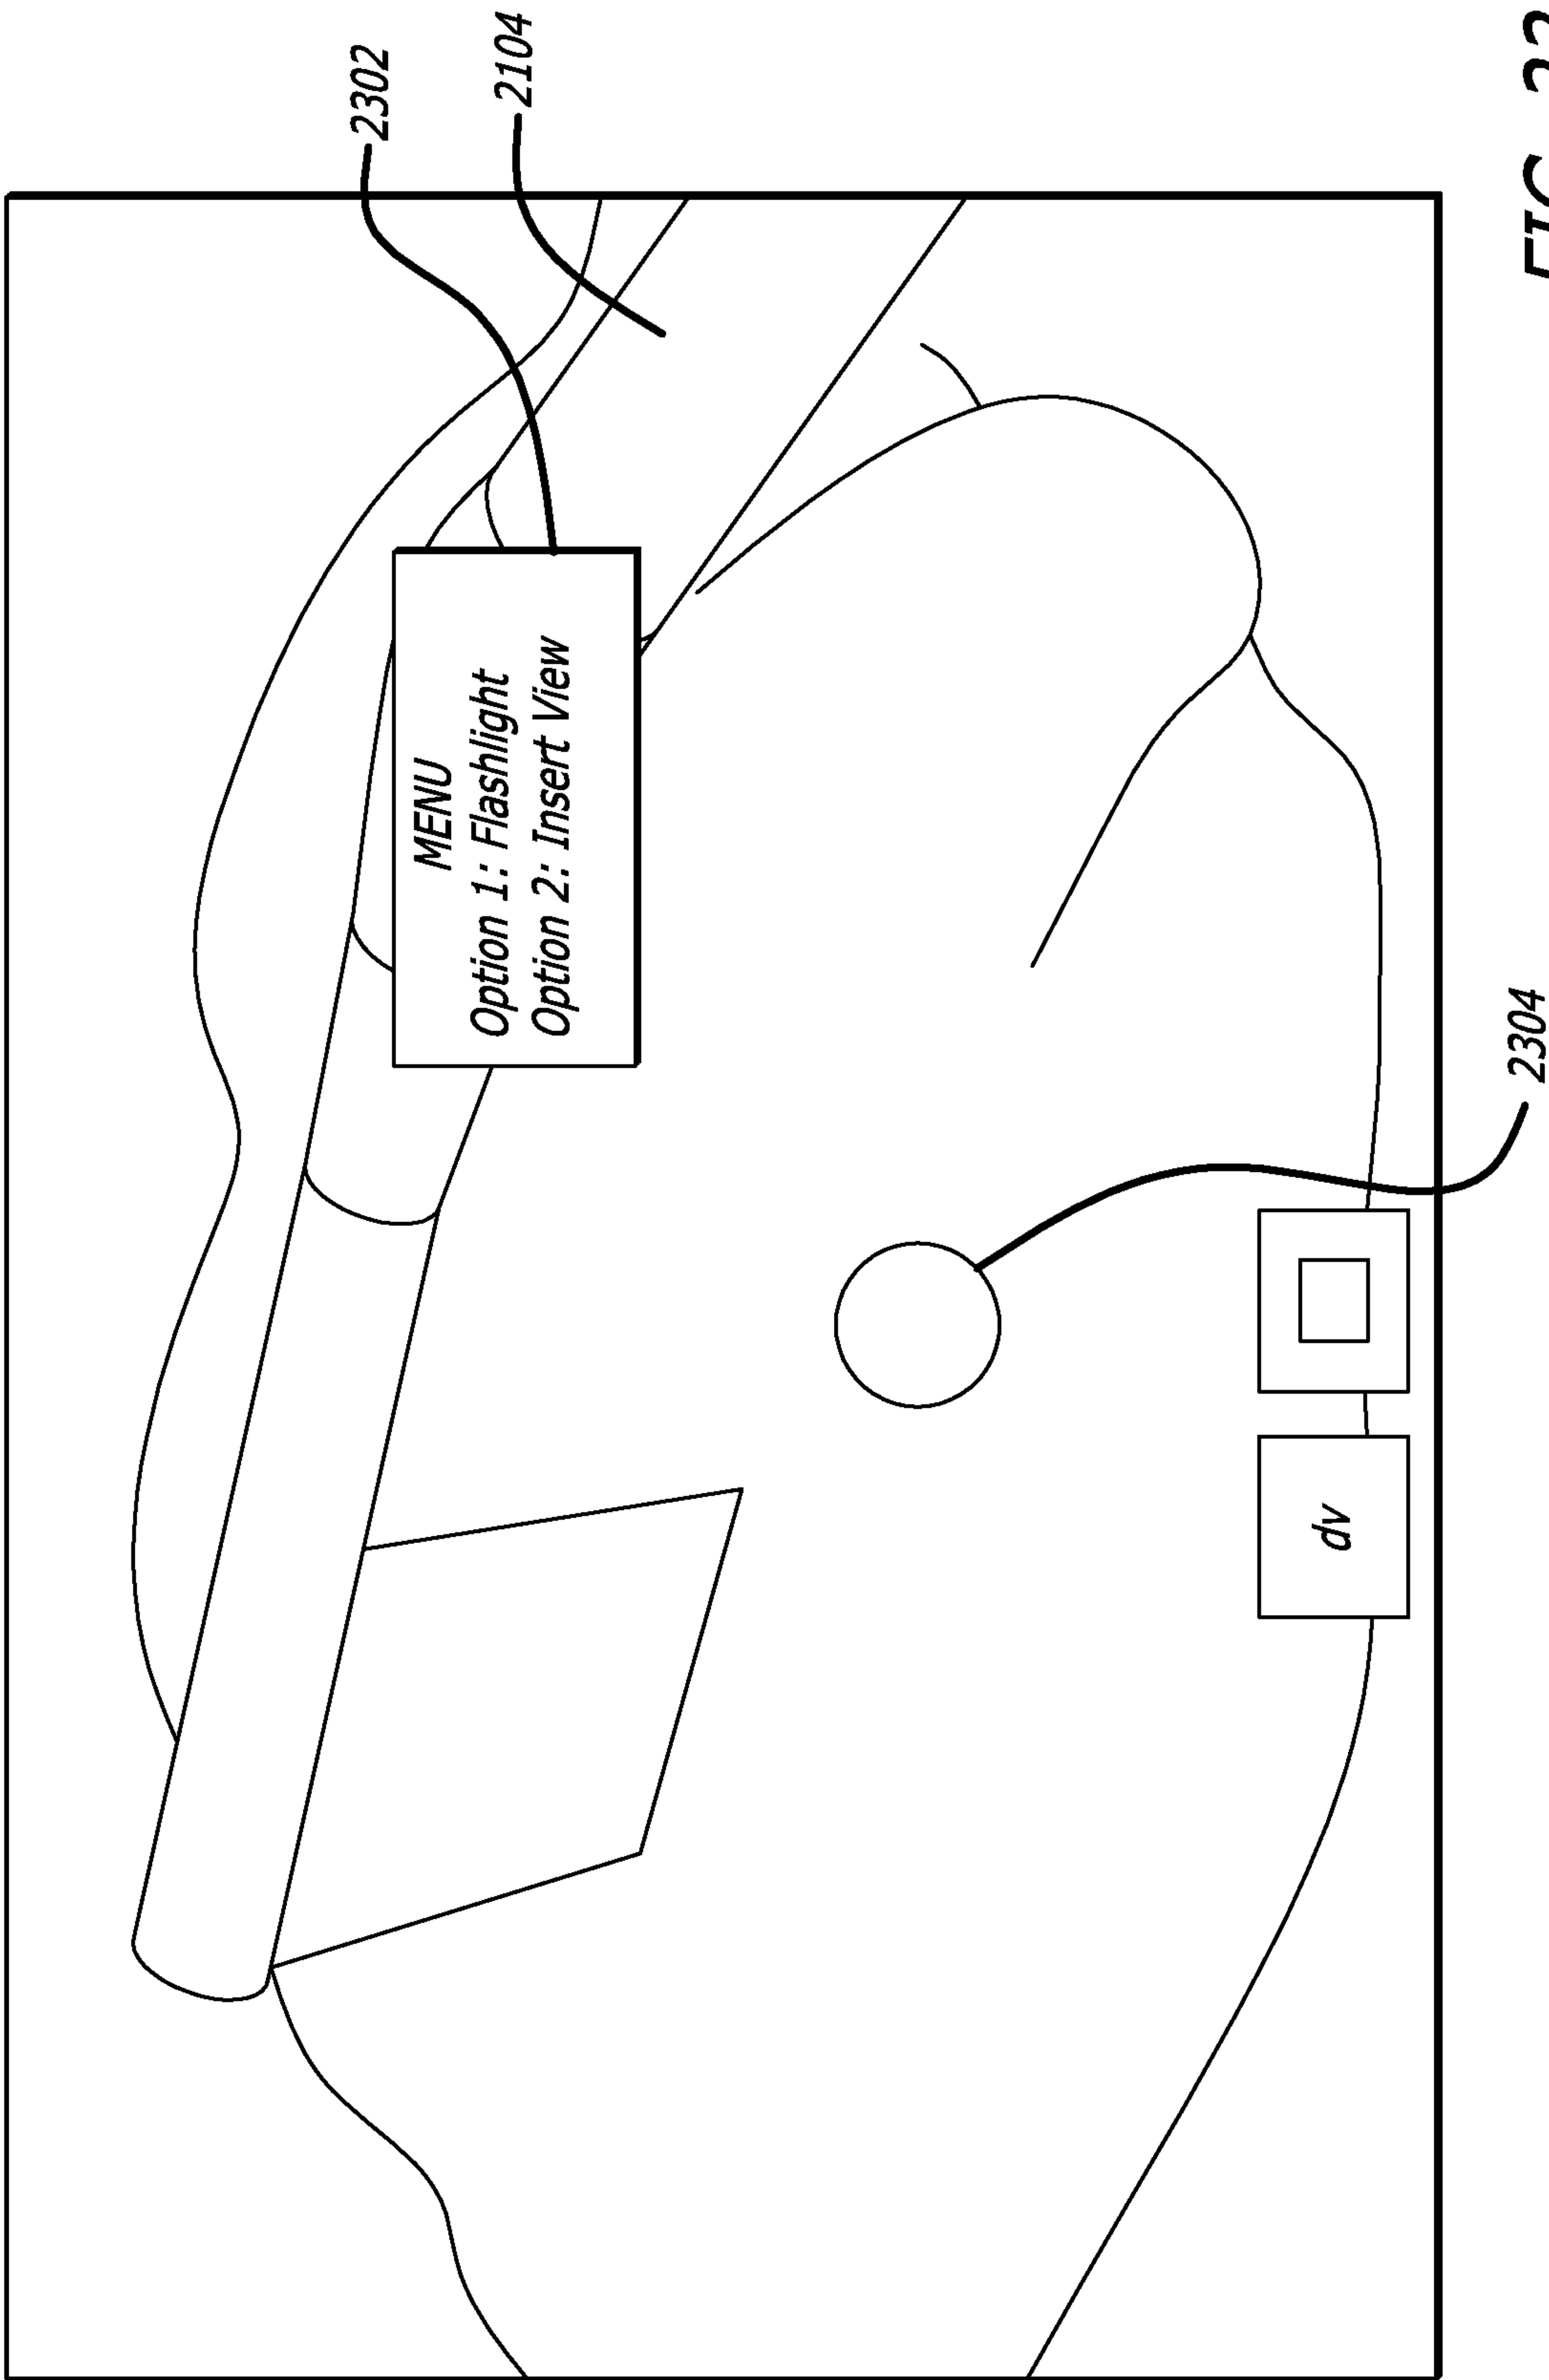 2302
2104
MENU
Option 1: Flashlight
Option 2: Insert View
dv
2304